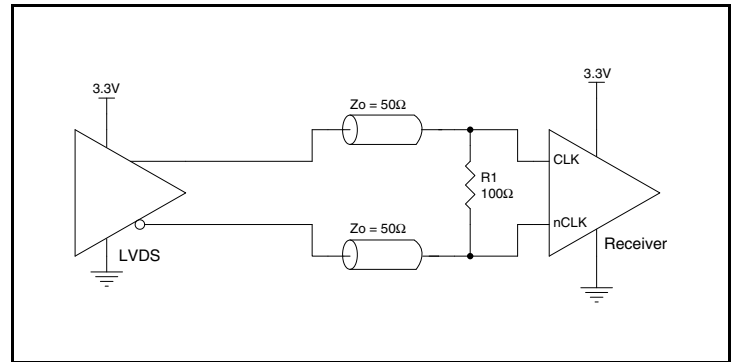 3.3V
3.3V
Zo = 50Ω
CLK
R1
100Ω
Zo = 50Ω
nCLK
LVDS
Receiver